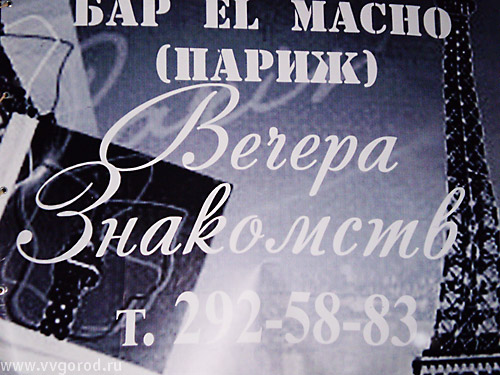 БАР EL MACHO
(ПАРИЖ)
Вечера
Знакомств
т. 292-58-83
www.vvgorod.ru